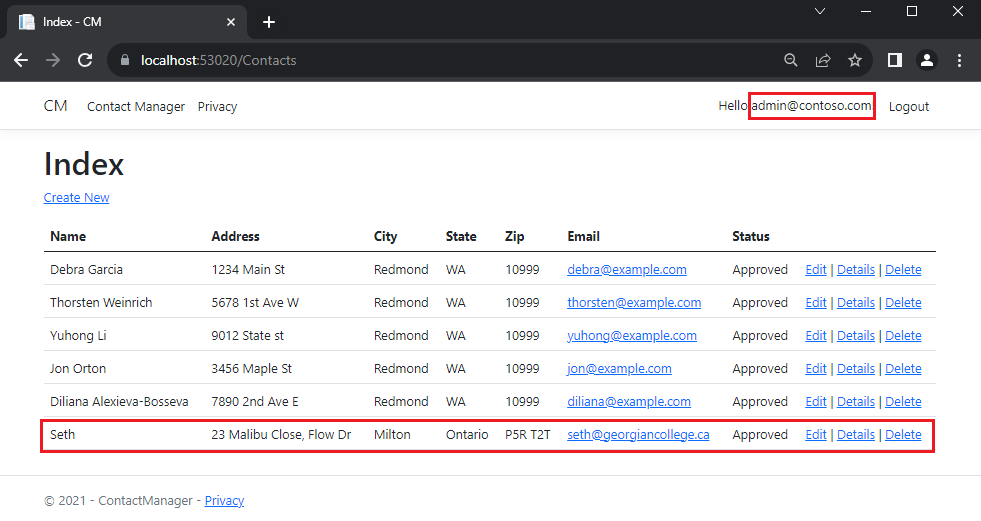 Index - CM
localhost:53020/Contacts
CM Contact Manager Privacy Hello admin@contoso.com! Logout
Index
Create New
Name Address City State Zip Email Status
Debra Garcia 1234 Main St Redmond WA 10999 debra@example.com Approved Edit | Details | Delete
Thorsten Weinrich 5678 1st Ave W Redmond WA 10999 thorsten@example.com Approved Edit | Details | Delete
Yuhong Li 9012 State st Redmond WA 10999 yuhong@example.com Approved Edit | Details | Delete
Jon Orton 3456 Maple St Redmond WA 10999 jon@example.com Approved Edit | Details | Delete
Diliana Alexieva-Bosseva 7890 2nd Ave E Redmond WA 10999 diliana@example.com Approved Edit | Details | Delete
Seth 23 Malibu Close, Flow Dr Milton Ontario P5R T2T seth@georgiancollege.ca Approved Edit | Details | Delete
© 2021 - ContactManager - Privacy